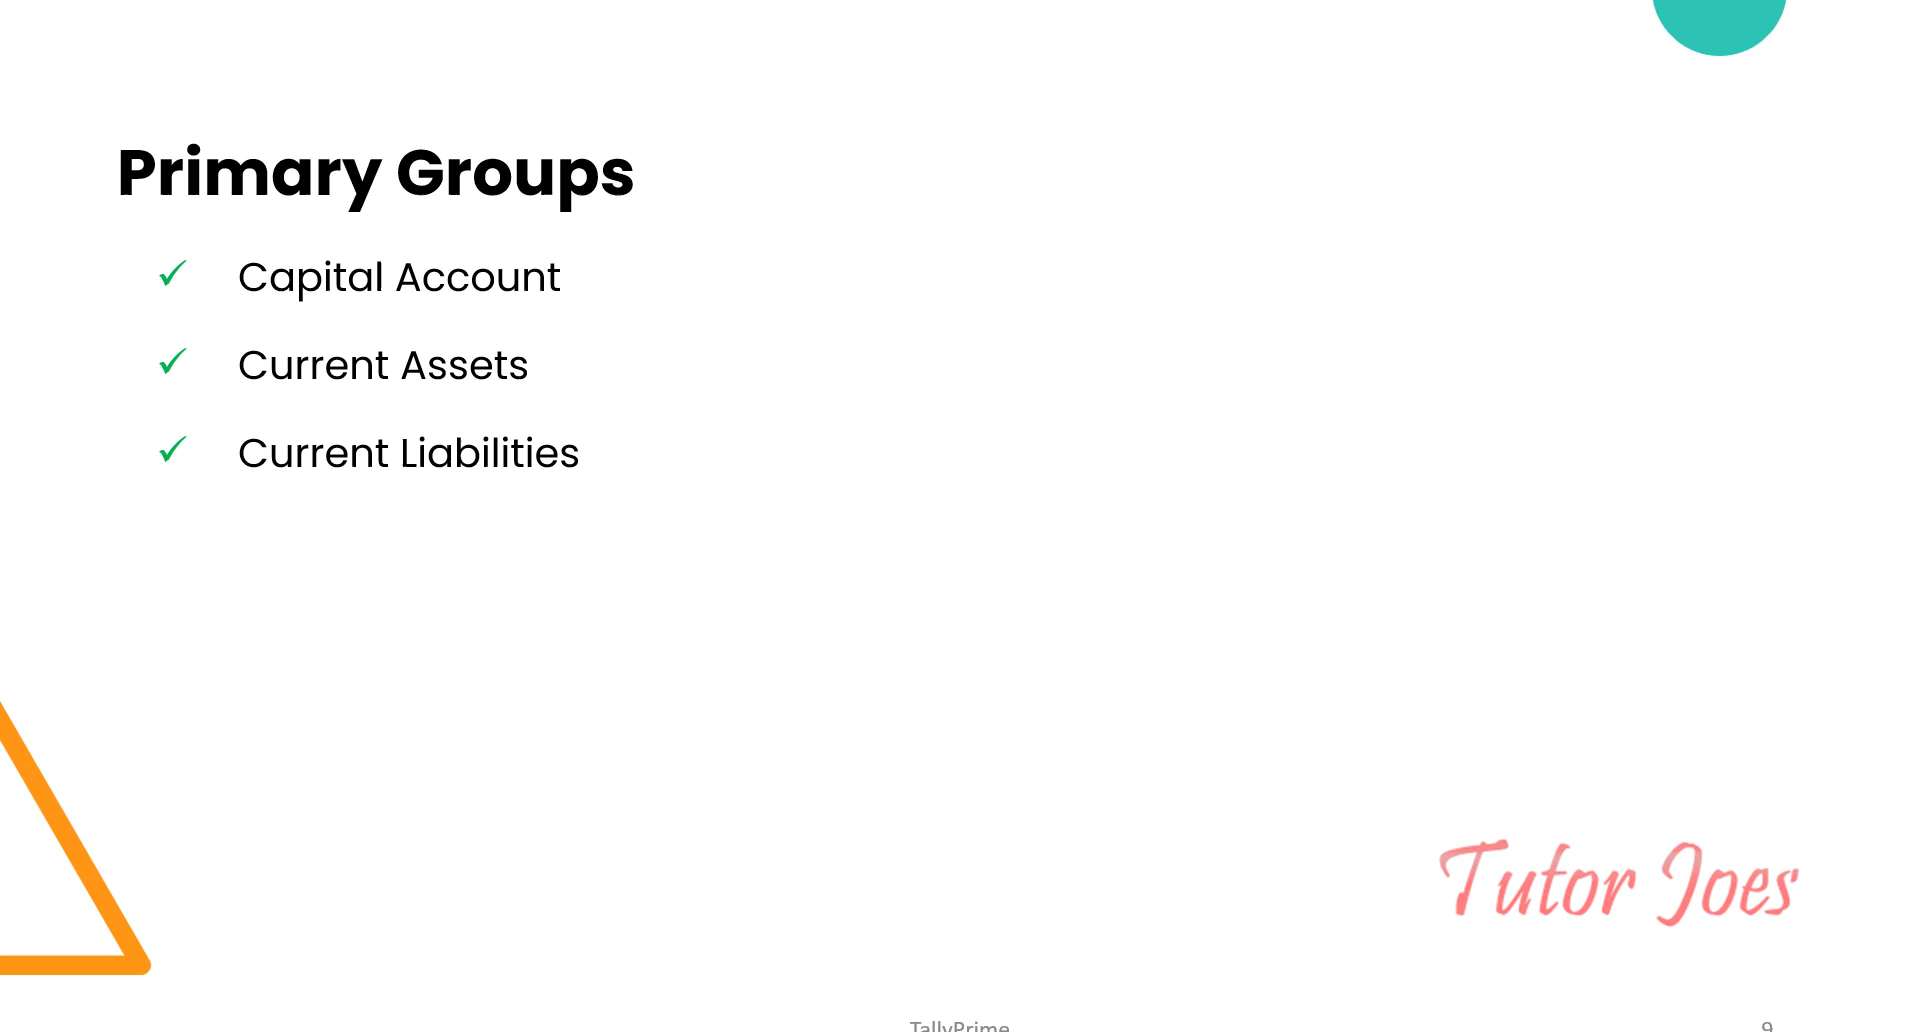 Primary Groups
✓ Capital Account
✓ Current Assets
✓ Current Liabilities
Tutor Joes
TallyPrime
9